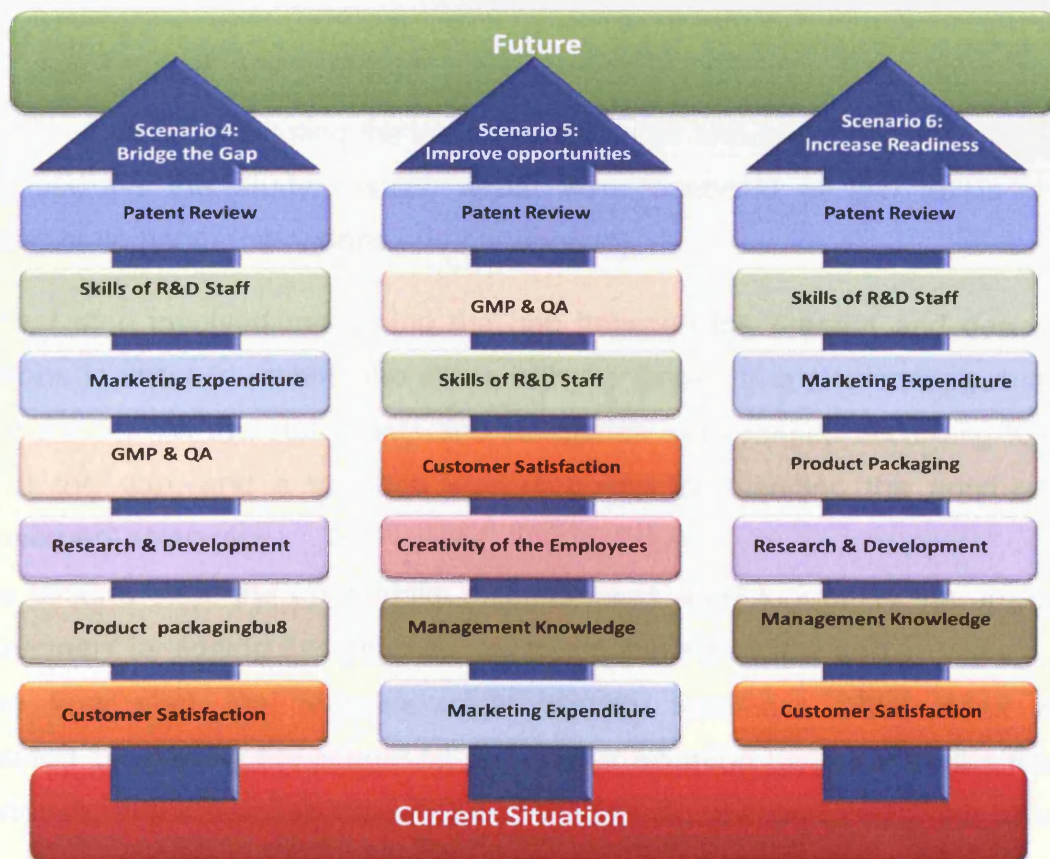 Future
Scenario 4:
Bridge the Gap
Patent Review
Skills of R&D Staff
Marketing Expenditure
GMP & QA
Research & Development
Product packagingbu8
Customer Satisfaction
Scenario 5:
Improve opportunities
Patent Review
GMP & QA
Skills of R&D Staff
Customer Satisfaction
Creativity of the Employees
Management Knowledge
Marketing Expenditure
Scenario 6:
Increase Readiness
Patent Review
Skills of R&D Staff
Marketing Expenditure
Product Packaging
Research & Development
Management Knowledge
Customer Satisfaction
Current Situation